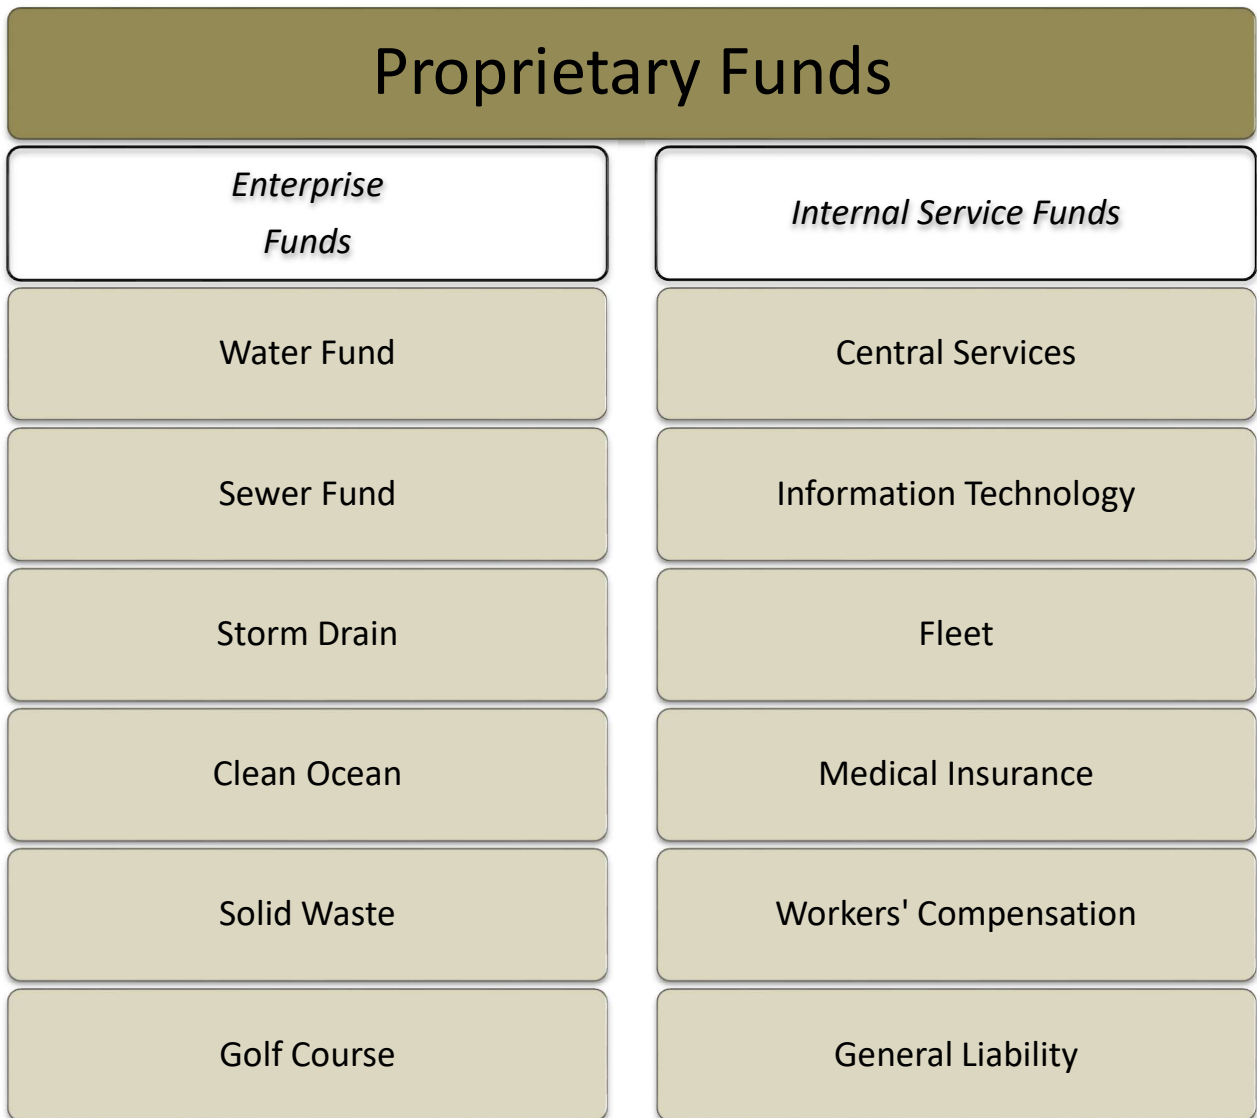 Proprietary Funds
Enterprise
Funds
Internal Service Funds
Water Fund
Central Services
Sewer Fund
Information Technology
Storm Drain
Fleet
Clean Ocean
Medical Insurance
Solid Waste
Workers' Compensation
Golf Course
General Liability